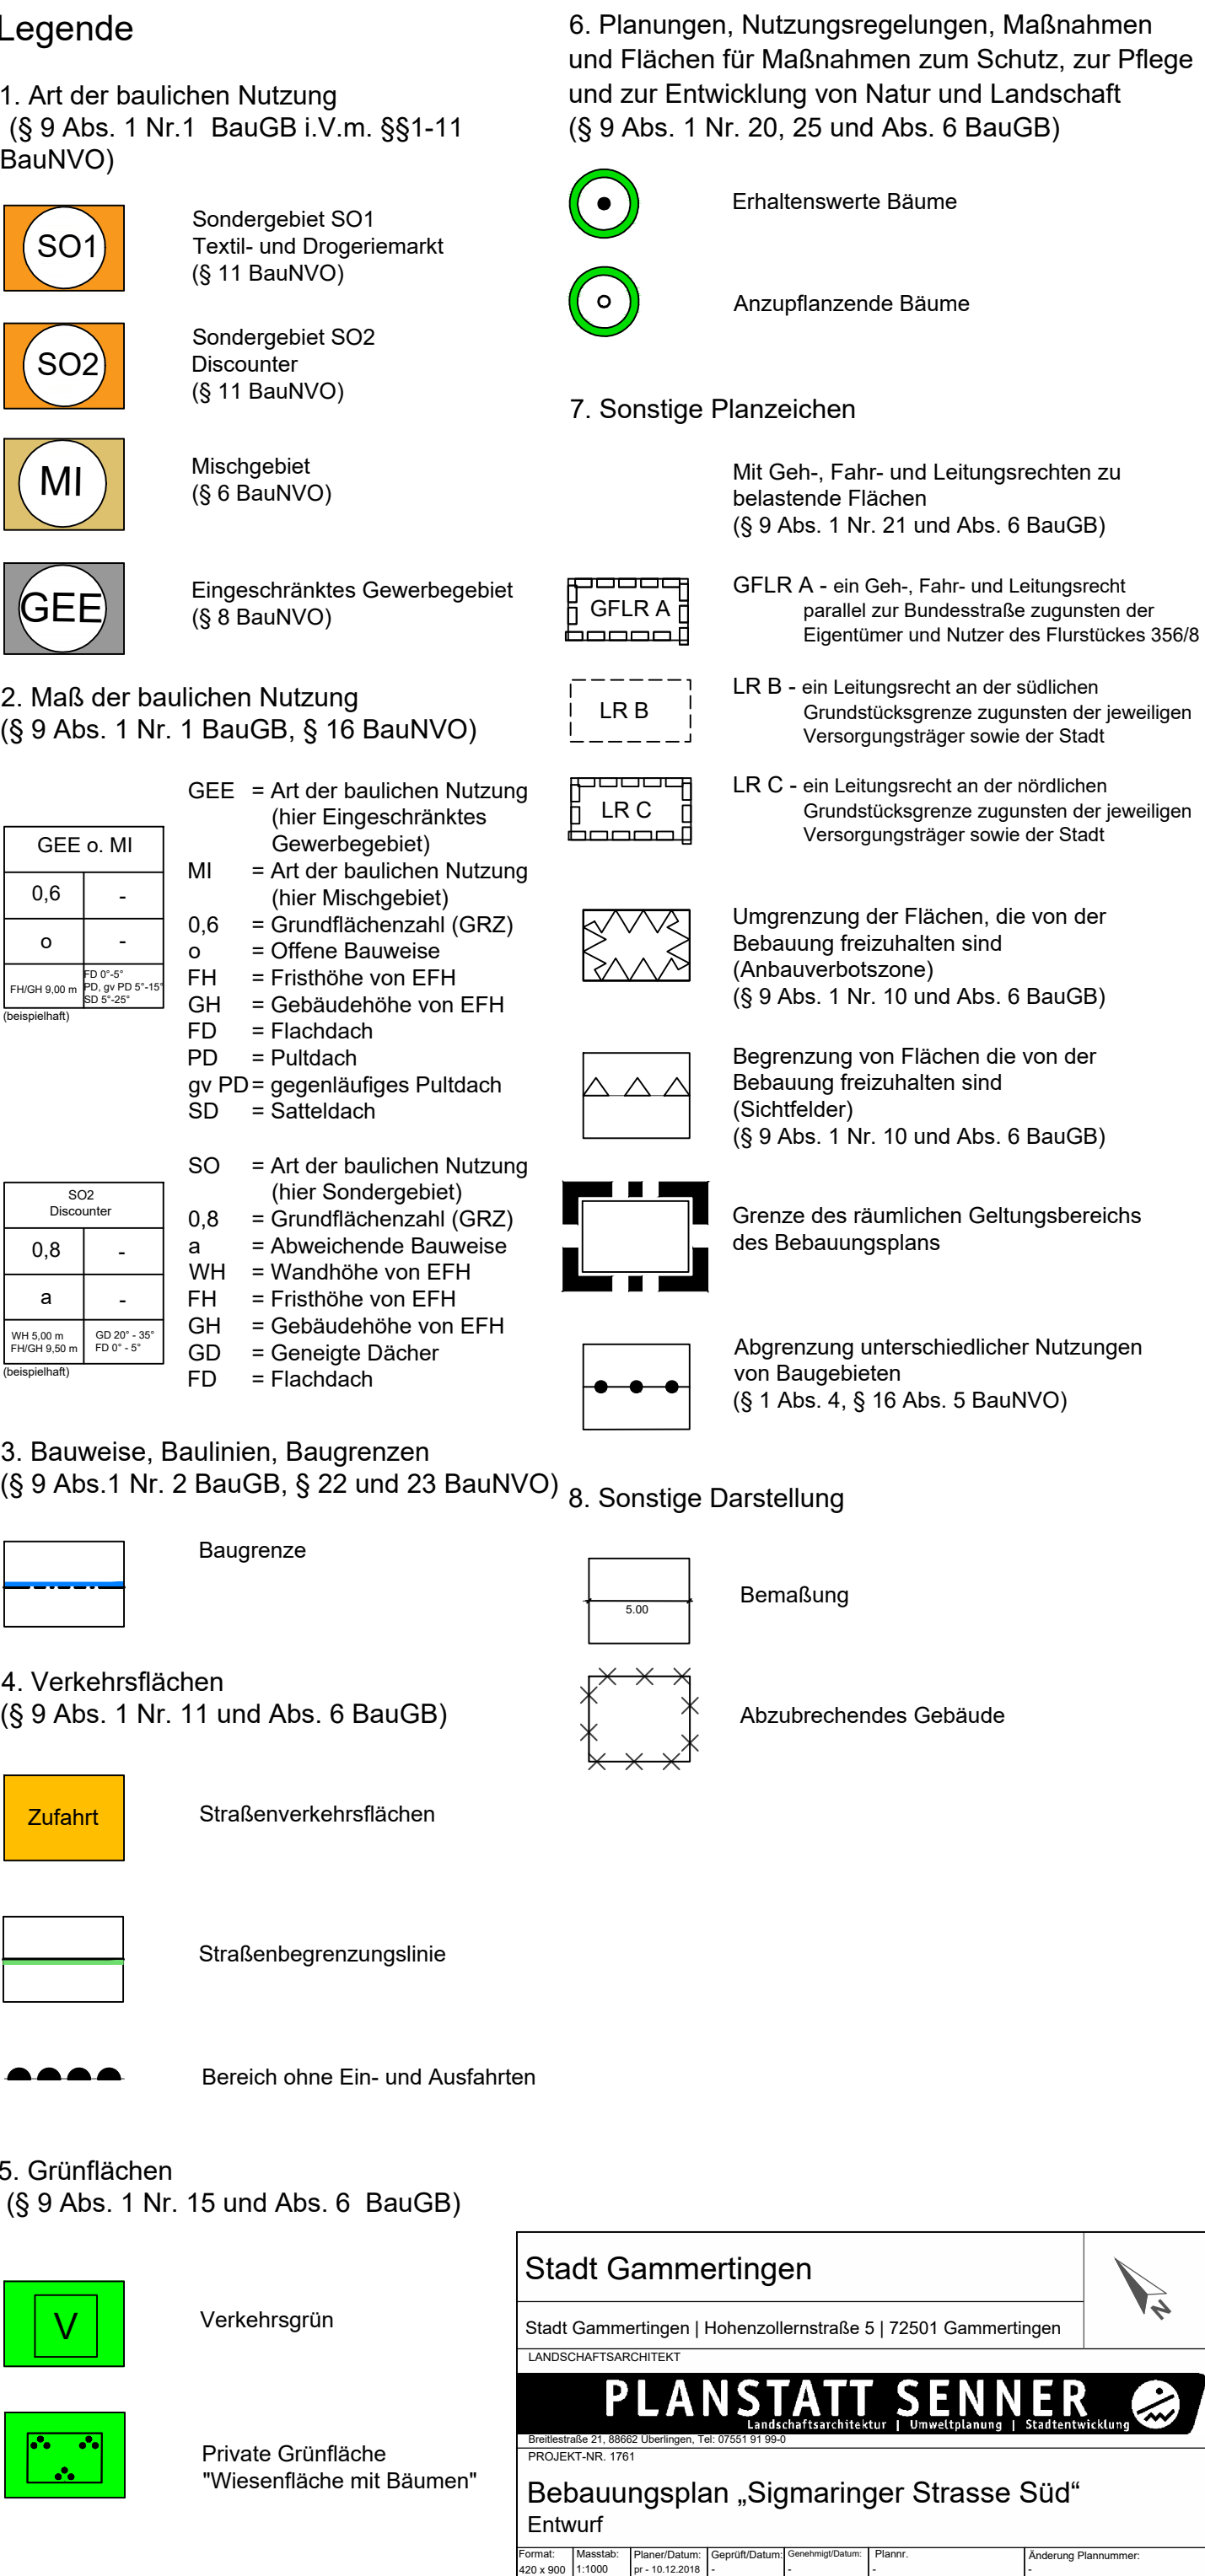 Legende
1. Art der baulichen Nutzung
(§ 9 Abs. 1 Nr.1 BauGB i.V.m. §§1-11
BauNVO)
SO1
Sondergebiet SO1
Textil- und Drogeriemarkt
(§ 11 BauNVO)
SO2
Sondergebiet SO2
Discounter
(§ 11 BauNVO)
MI
Mischgebiet
(§ 6 BauNVO)
GEE
Eingeschränktes Gewerbegebiet
(§ 8 BauNVO)
2. Maß der baulichen Nutzung
(§ 9 Abs. 1 Nr. 1 BauGB, § 16 BauNVO)
GEE o. MI
0,6 -
o -
FH/GH 9,00 m
FD 0°-5°
PD, gv PD 5°-15°
SD 5°-25°
(beispielhaft)
GEE = Art der baulichen Nutzung
(hier Eingeschränktes
Gewerbegebiet)
MI = Art der baulichen Nutzung
(hier Mischgebiet)
0,6 = Grundflächenzahl (GRZ)
o = Offene Bauweise
FH = Fristhöhe von EFH
GH = Gebäudehöhe von EFH
FD = Flachdach
PD = Pultdach
gv PD = gegenläufiges Pultdach
SD = Satteldach
SO2
Discounter
0,8 -
a -
WH 5,00 m
FH/GH 9,50 m
GD 20° - 35°
FD 0° - 5°
(beispielhaft)
SO = Art der baulichen Nutzung
(hier Sondergebiet)
0,8 = Grundflächenzahl (GRZ)
a = Abweichende Bauweise
WH = Wandhöhe von EFH
FH = Fristhöhe von EFH
GH = Gebäudehöhe von EFH
GD = Geneigte Dächer
FD = Flachdach
3. Bauweise, Baulinien, Baugrenzen
(§ 9 Abs.1 Nr. 2 BauGB, § 22 und 23 BauNVO)
Baugrenze
4. Verkehrsflächen
(§ 9 Abs. 1 Nr. 11 und Abs. 6 BauGB)
Zufahrt
Straßenverkehrsflächen
Straßenbegrenzungslinie
Bereich ohne Ein- und Ausfahrten
5. Grünflächen
(§ 9 Abs. 1 Nr. 15 und Abs. 6 BauGB)
V
Verkehrsgrün
Private Grünfläche
"Wiesenfläche mit Bäumen"
6. Planungen, Nutzungsregelungen, Maßnahmen
und Flächen für Maßnahmen zum Schutz, zur Pflege
und zur Entwicklung von Natur und Landschaft
(§ 9 Abs. 1 Nr. 20, 25 und Abs. 6 BauGB)
Erhaltenswerte Bäume
Anzupflanzende Bäume
7. Sonstige Planzeichen
Mit Geh-, Fahr- und Leitungsrechten zu
belastende Flächen
(§ 9 Abs. 1 Nr. 21 und Abs. 6 BauGB)
GFLR A
GFLR A - ein Geh-, Fahr- und Leitungsrecht
parallel zur Bundesstraße zugunsten der
Eigentümer und Nutzer des Flurstückes 356/8
LR B
LR B - ein Leitungsrecht an der südlichen
Grundstücksgrenze zugunsten der jeweiligen
Versorgungsträger sowie der Stadt
LR C
LR C - ein Leitungsrecht an der nördlichen
Grundstücksgrenze zugunsten der jeweiligen
Versorgungsträger sowie der Stadt
Umgrenzung der Flächen, die von der
Bebauung freizuhalten sind
(Anbauverbotszone)
(§ 9 Abs. 1 Nr. 10 und Abs. 6 BauGB)
Begrenzung von Flächen die von der
Bebauung freizuhalten sind
(Sichtfelder)
(§ 9 Abs. 1 Nr. 10 und Abs. 6 BauGB)
Grenze des räumlichen Geltungsbereichs
des Bebauungsplans
Abgrenzung unterschiedlicher Nutzungen
von Baugebieten
(§ 1 Abs. 4, § 16 Abs. 5 BauNVO)
8. Sonstige Darstellung
5.00
Bemaßung
Abzubrechendes Gebäude
Stadt Gammertingen
N
Stadt Gammertingen | Hohenzollernstraße 5 | 72501 Gammertingen
LANDSCHAFTSARCHITEKT
PLANSTATT SENNER
Landschaftsarchitektur | Umweltplanung | Stadtentwicklung
Breitlestraße 21, 88662 Überlingen, Tel: 07551 91 99-0
PROJEKT-NR. 1761
Bebauungsplan „Sigmaringer Strasse Süd“
Entwurf
Format: Masstab: Planer/Datum: Geprüft/Datum: Genehmigt/Datum: Plannr. Änderung Plannummer:
420 x 900 1:1000 pr - 10.12.2018 - - - -